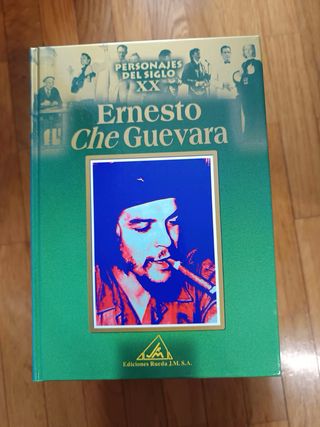 PERSONAJES
DEL SIGLO
XX
Ernesto
Che Guevara
Ediciones Rueda J.M. S.A.